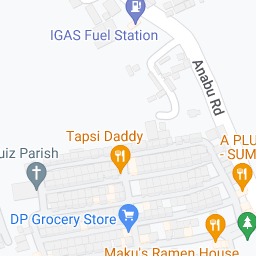 IGAS Fuel Station
Anabu Rd
Tapsi Daddy
A PLU
- SUM
uiz Parish
DP Grocery Store
Maku's Ramen House